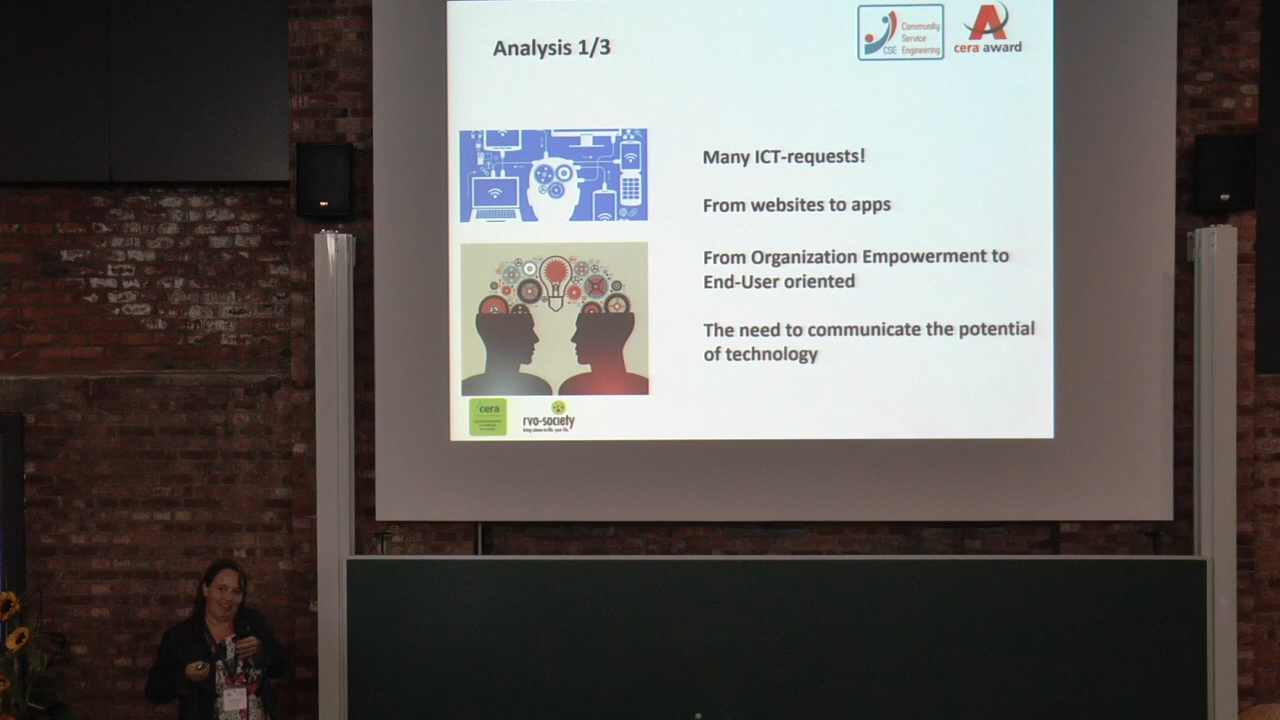 Analysis 1/3
Community
Service
CSE Engineering
cera award
Many ICT-requests!
From websites to apps
From Organization Empowerment to
End-User oriented
The need to communicate the potential
of technology
cera
rvo-society